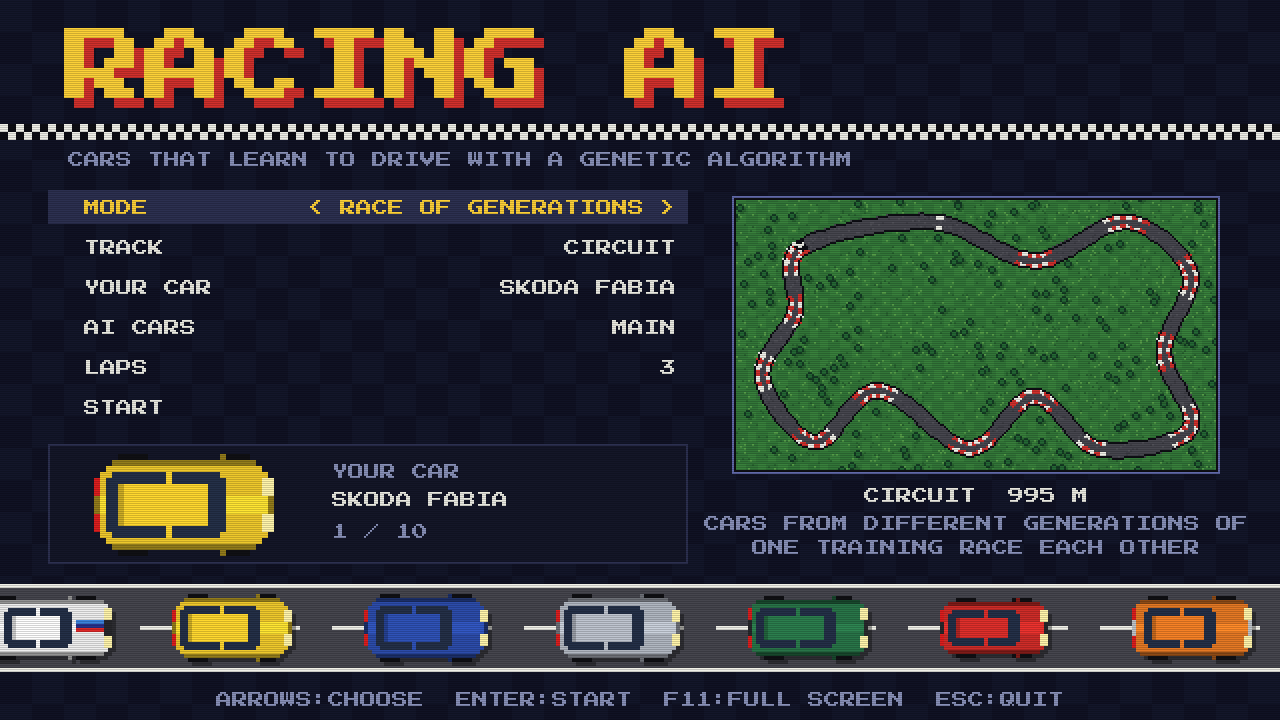 RACING AI
CARS THAT LEARN TO DRIVE WITH A GENETIC ALGORITHM
MODE < RACE OF GENERATIONS >
TRACK CIRCUIT
YOUR CAR SKODA FABIA
AI CARS MAIN
LAPS 3
START
YOUR CAR
SKODA FABIA
1 / 10
CIRCUIT 995 M
CARS FROM DIFFERENT GENERATIONS OF
ONE TRAINING RACE EACH OTHER
ARROWS:CHOOSE ENTER:START F11:FULL SCREEN ESC:QUIT